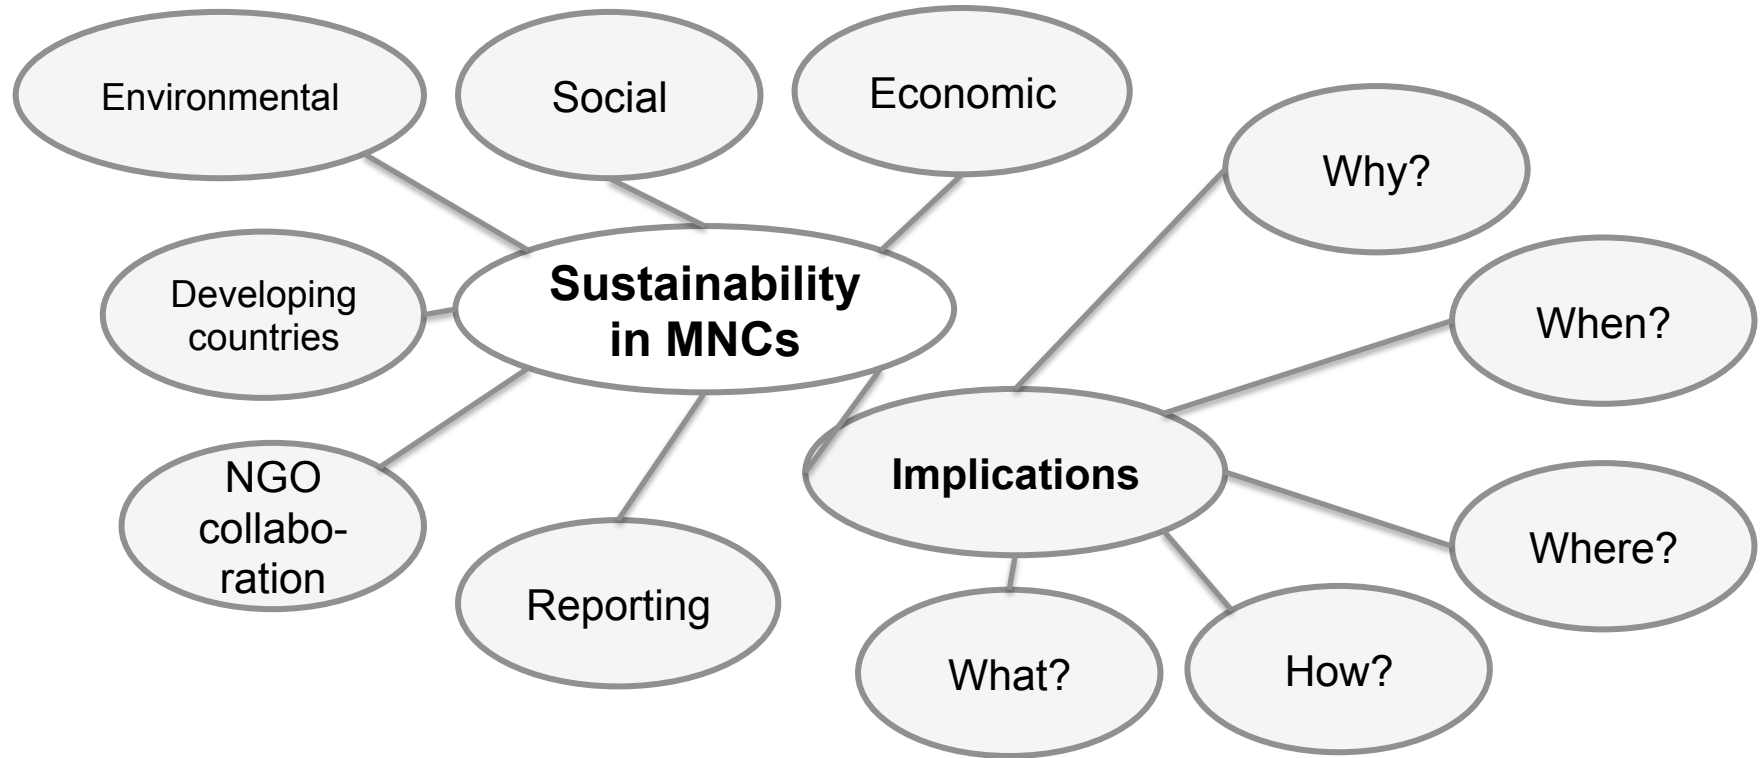 Environmental
Social
Economic
Why?
Developing
countries
Sustainability
in MNCs
When?
NGO
collabo-
ration
Reporting
Implications
Where?
What?
How?